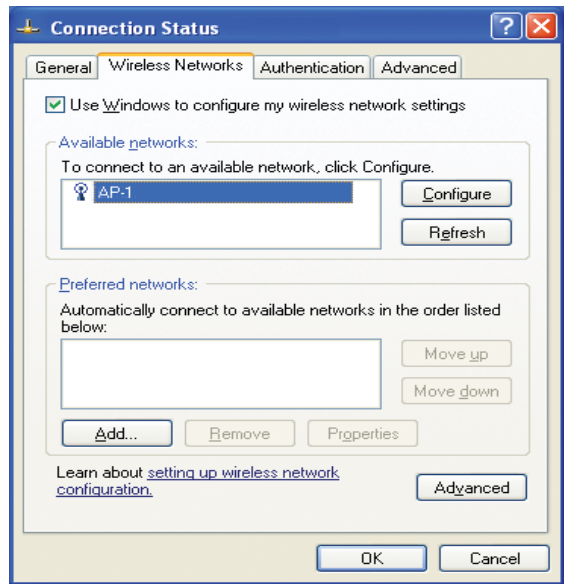 Connection Status
General Wireless Networks Authentication Advanced
Use Windows to configure my wireless network settings
Available networks:
To connect to an available network, click Configure.
AP-1
Configure
Refresh
Preferred networks:
Automatically connect to available networks in the order listed
below:
Move up
Move down
Add... Remove Properties
Learn about setting up wireless network
configuration.
Advanced
OK Cancel